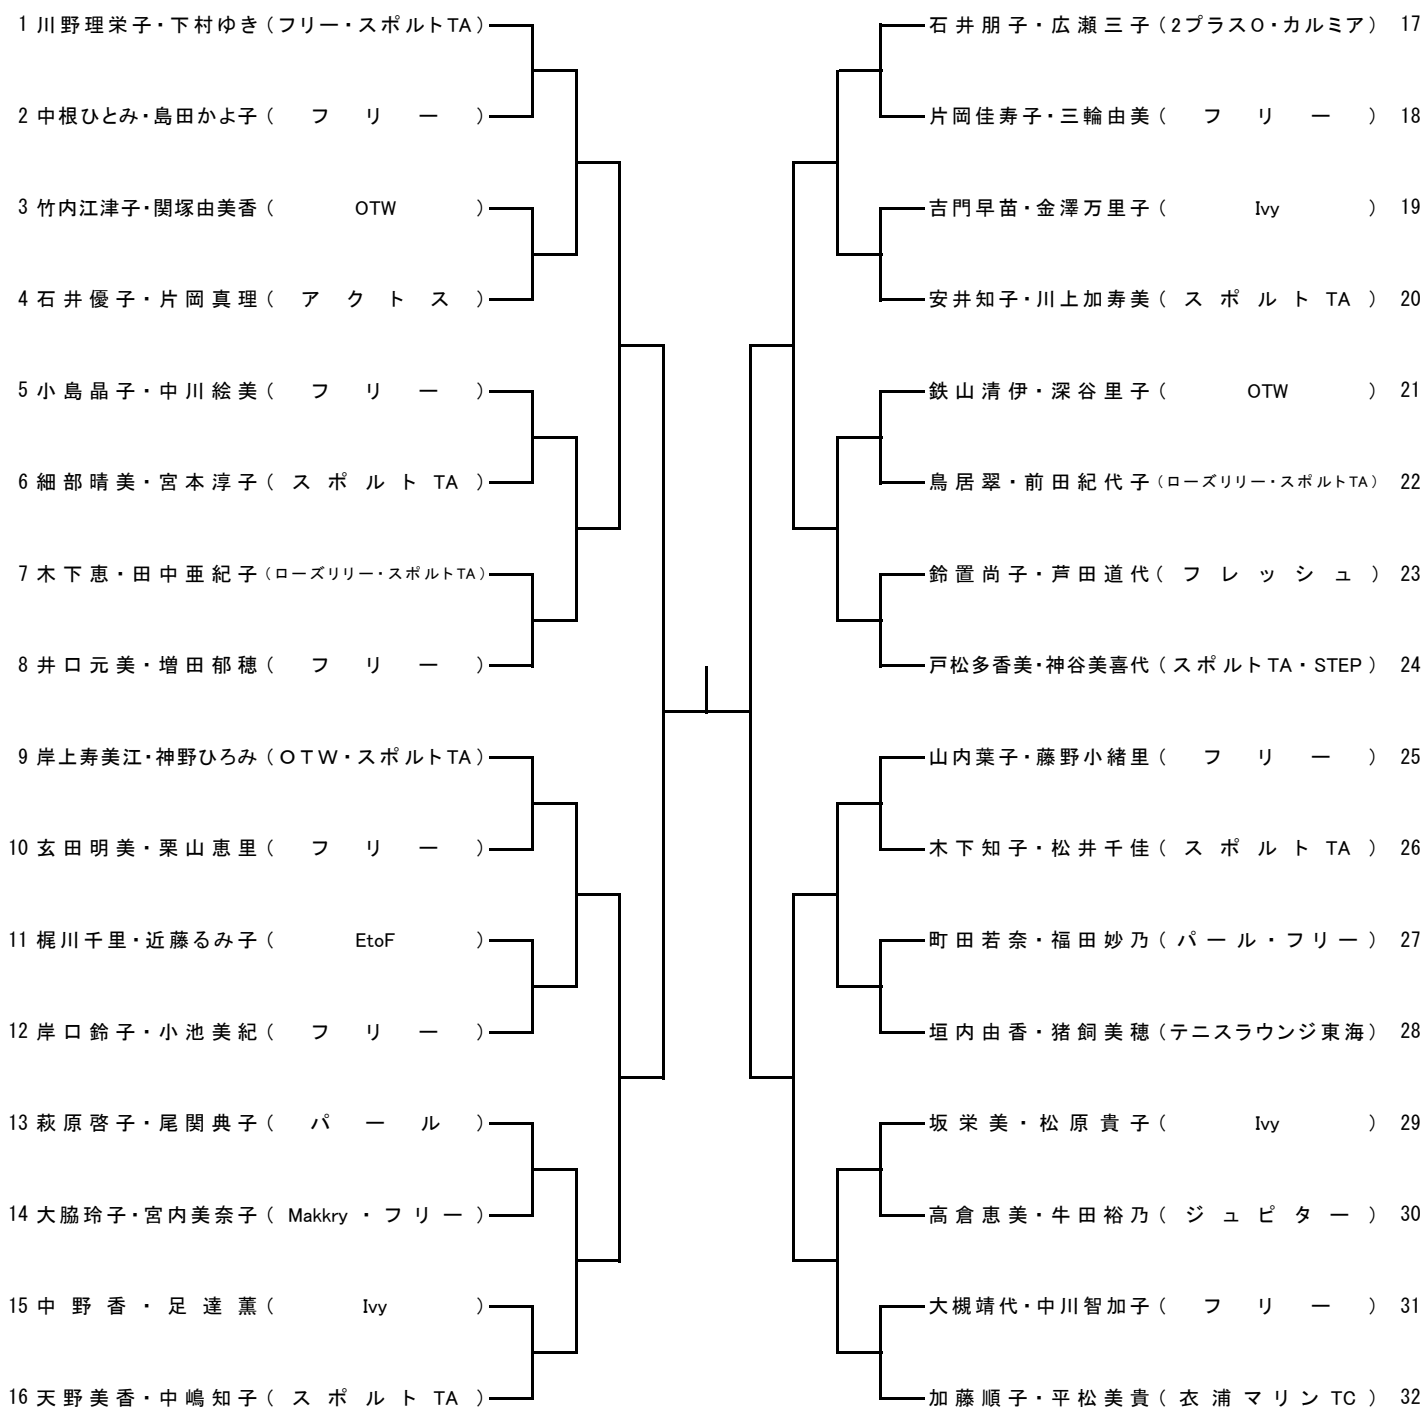 1 川野理栄子・下村ゆき (フリー・スポルトTA)
2 中根ひとみ・島田かよ子 (フリー)
3 竹内江津子・関塚由美香 (OTW)
4 石井優子・片岡真理 (アクトス)
5 小島晶子・中川絵美 (フリー)
6 細部晴美・宮本淳子 (スポルトTA)
7 木下恵・田中亜紀子 (ローズリリー・スポルトTA)
8 井口元美・増田郁穂 (フリー)
9 岸上寿美江・神野ひろみ (OTW・スポルトTA)
10 玄田明美・栗山恵里 (フリー)
11 梶川千里・近藤るみ子 (EtoF)
12 岸口鈴子・小池美紀 (フリー)
13 萩原啓子・尾関典子 (パール)
14 大脇玲子・宮内美奈子 (Makkry・フリー)
15 中野香・足達薫 (Ivy)
16 天野美香・中嶋知子 (スポルトTA)
石井朋子・広瀬三子 (2プラスO・カルミア) 17
片岡佳寿子・三輪由美 (フリー) 18
吉門早苗・金澤万里子 (Ivy) 19
安井知子・川上加寿美 (スポルトTA) 20
鉄山清伊・深谷里子 (OTW) 21
鳥居翠・前田紀代子 (ローズリリー・スポルトTA) 22
鈴置尚子・芦田道代 (フレッシュ) 23
戸松多香美・神谷美喜代 (スポルトTA・STEP) 24
山内葉子・藤野小緒里 (フリー) 25
木下知子・松井千佳 (スポルトTA) 26
町田若奈・福田妙乃 (パール・フリー) 27
垣内由香・猪飼美穂 (テニスラウンジ東海) 28
坂栄美・松原貴子 (Ivy) 29
高倉恵美・牛田裕乃 (ジュピター) 30
大槻靖代・中川智加子 (フリー) 31
加藤順子・平松美貴 (衣浦マリンTC) 32